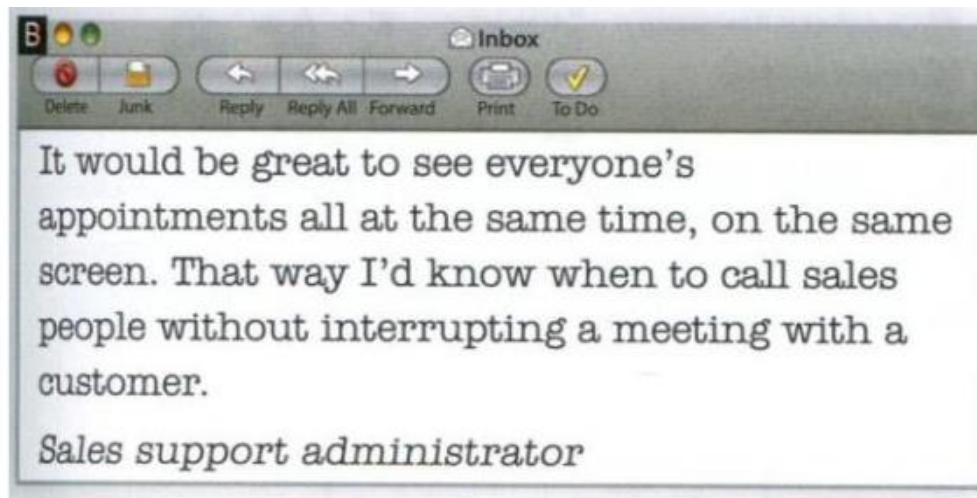 B
Inbox
Delete Junk Reply Reply All Forward Print To Do
It would be great to see everyone's
appointments all at the same time, on the same
screen. That way I'd know when to call sales
people without interrupting a meeting with a
customer.
Sales support administrator